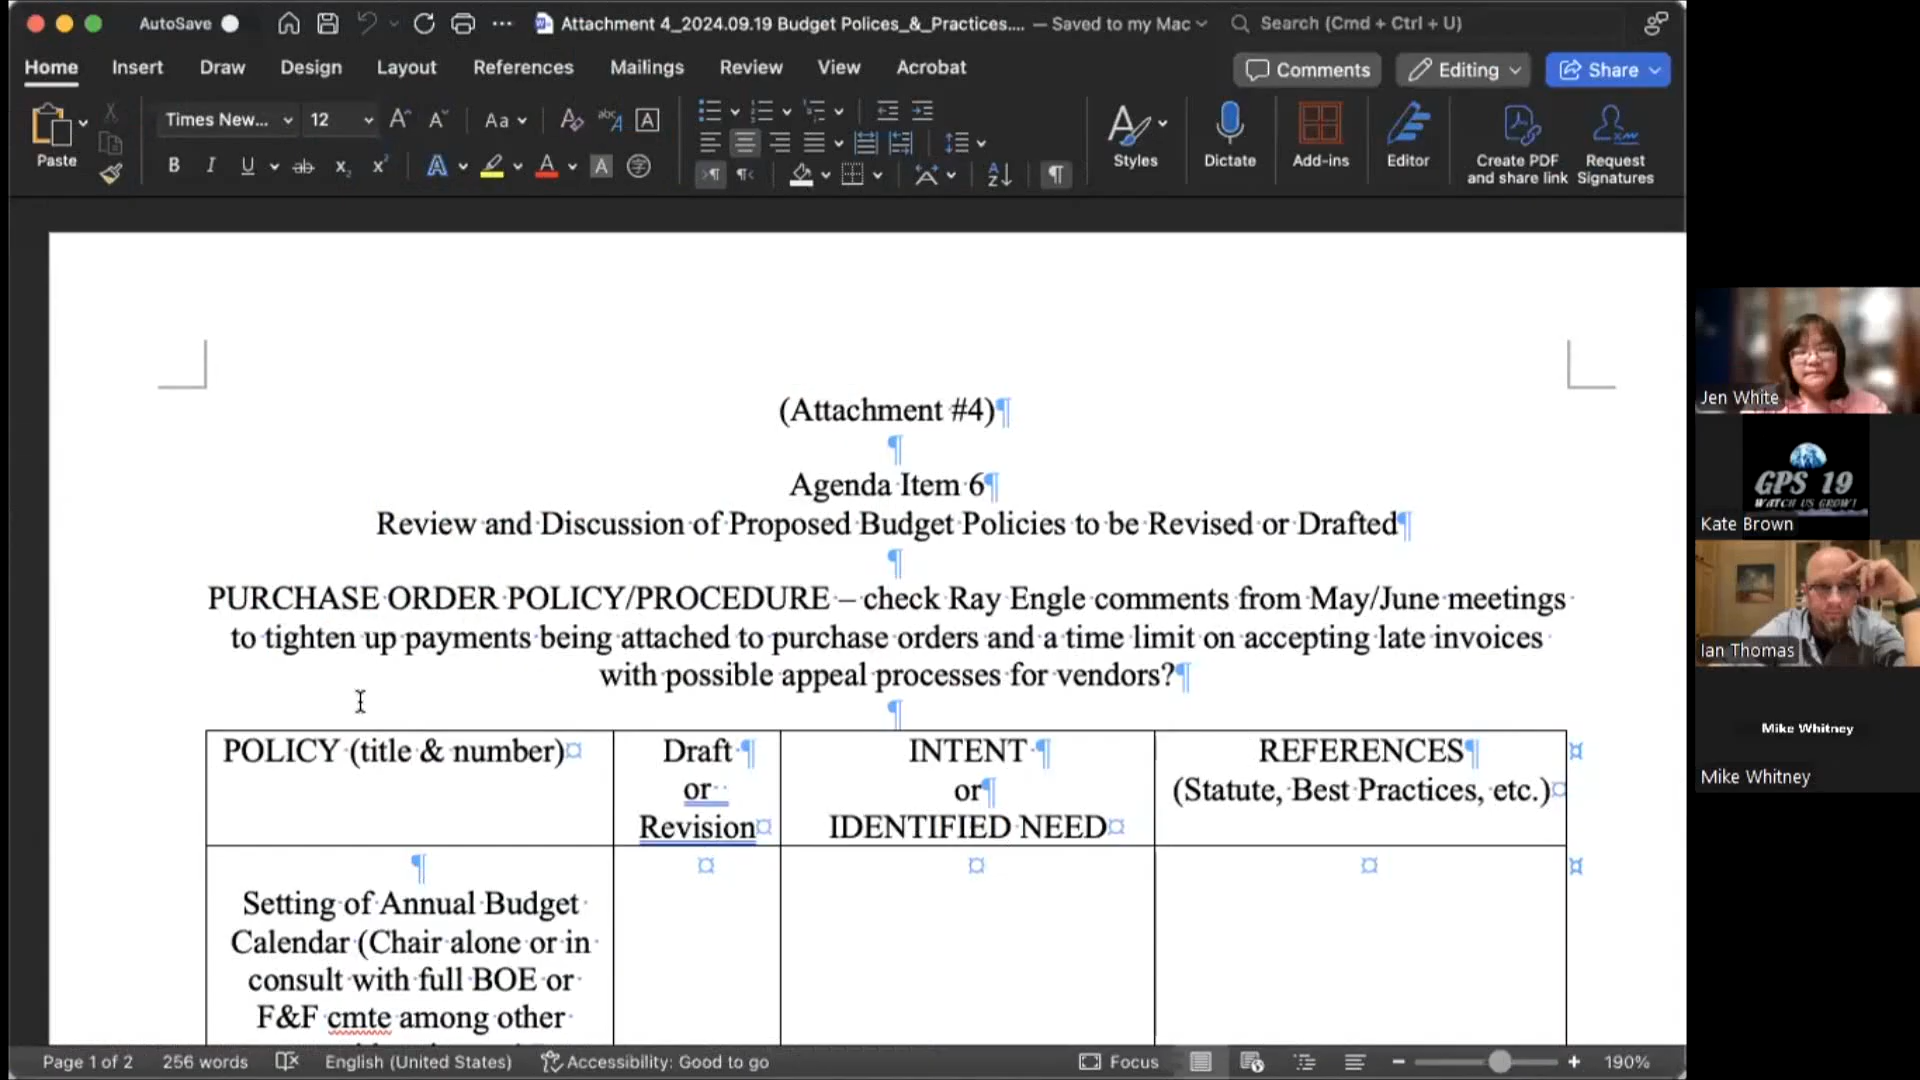 AutoSave
Attachment 4_2024.09.19 Budget Polices_&_Practices.... — Saved to my Mac
Search (Cmd + Ctrl + U)
Home Insert Draw Design Layout References Mailings Review View Acrobat
Comments Editing Share
Paste
Times New... 12
Styles Dictate Add-ins Editor Create PDF and share link Request Signatures
(Attachment #4)¶
¶
Agenda Item 6¶
Review and Discussion of Proposed Budget Policies to be Revised or Drafted¶
¶
PURCHASE ORDER POLICY/PROCEDURE – check Ray Engle comments from May/June meetings
to tighten up payments being attached to purchase orders and a time limit on accepting late invoices
with possible appeal processes for vendors?¶
¶
POLICY (title & number)
Draft ¶
or
Revision
INTENT ¶
or¶
IDENTIFIED NEED
REFERENCES¶
(Statute, Best Practices, etc.)
¶
Setting of Annual Budget
Calendar (Chair alone or in
consult with full BOE or
F&F cmte among other
Page 1 of 2 256 words English (United States) Accessibility: Good to go Focus 190%
Jen White
GPS 19
WATCH US GROW!
Kate Brown
Ian Thomas
Mike Whitney
Mike Whitney